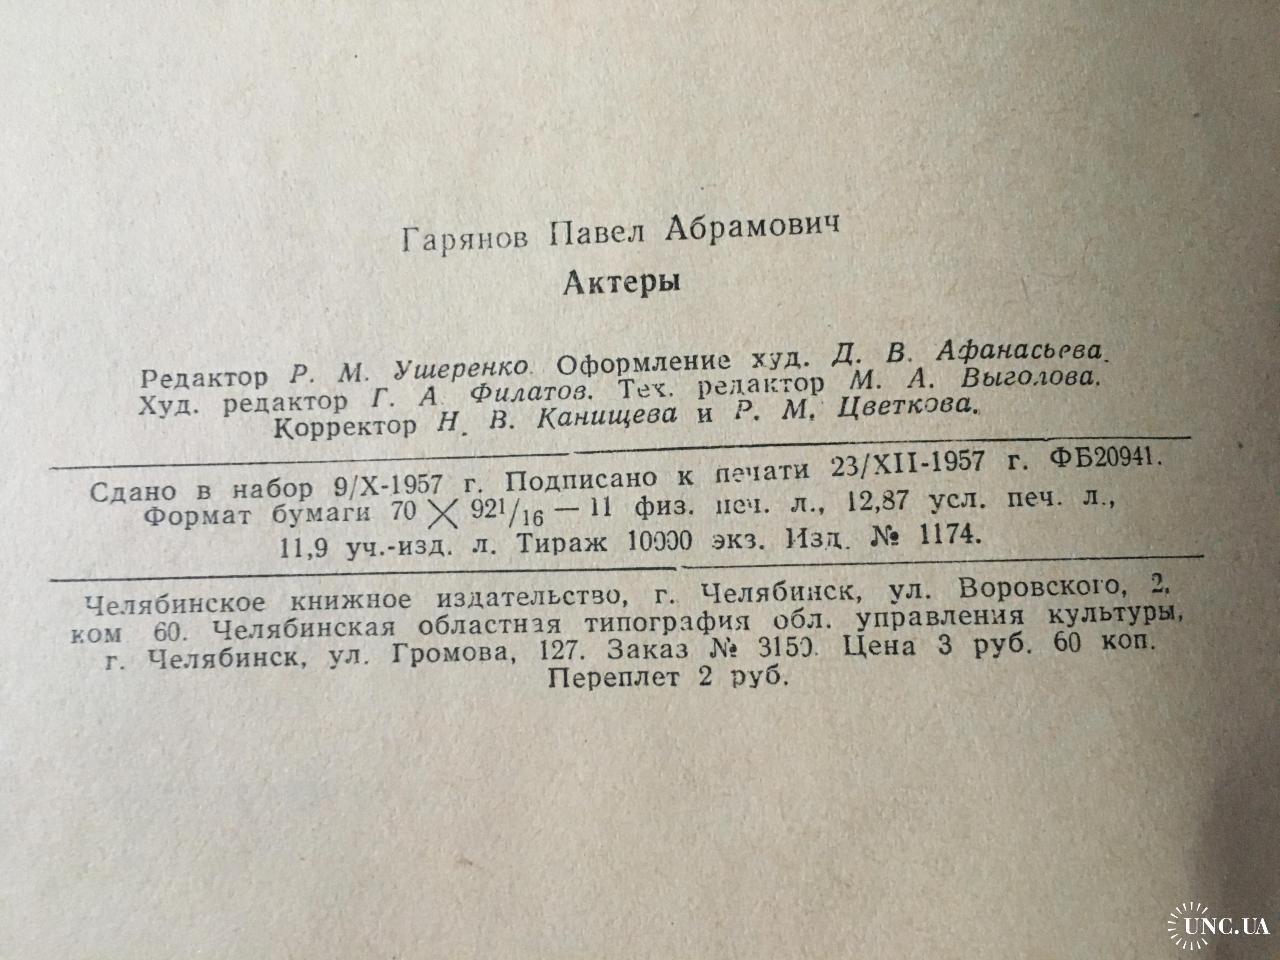 Гарянов Павел Абрамович
Актеры
Редактор Р. М. Ушеренко. Оформление худ. Д. В. Афанасьева.
Худ. редактор Г. А. Филатов. Тех. редактор М. А. Выголова.
Корректор Н. В. Канищева и Р. М. Цветкова.
Сдано в набор 9/X-1957 г. Подписано к печати 23/XII-1957 г. ФБ20941.
Формат бумаги 70 × 92¹/₁₆ — 11 физ. печ. л., 12,87 усл. печ. л.,
11,9 уч.-изд. л. Тираж 10000 экз. Изд. № 1174.
Челябинское книжное издательство, г. Челябинск, ул. Воровского, 2,
ком 60. Челябинская областная типография обл. управления культуры,
г. Челябинск, ул. Громова, 127. Заказ № 3150. Цена 3 руб. 60 коп.
Переплет 2 руб.
UNC.UA